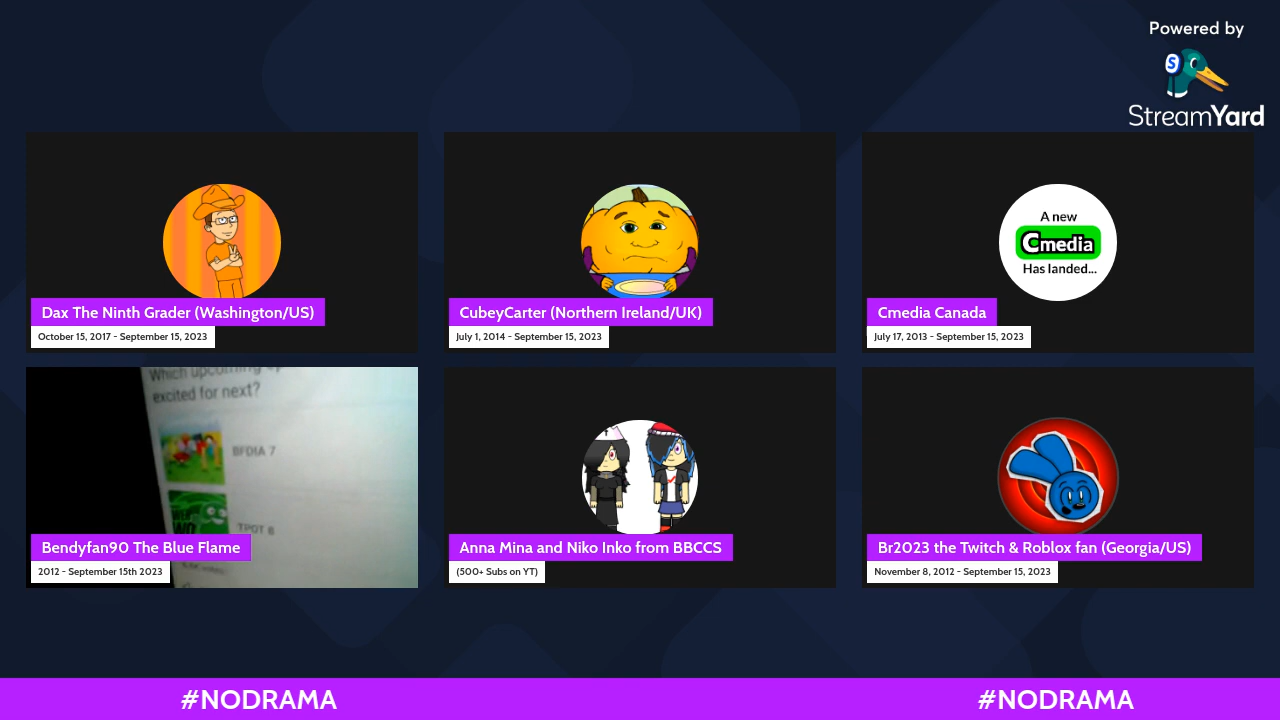 Powered by
S
StreamYard
Dax The Ninth Grader (Washington/US)
October 15, 2017 - September 15, 2023
CubeyCarter (Northern Ireland/UK)
July 1, 2014 - September 15, 2023
A new
Cmedia
Has landed...
Cmedia Canada
July 17, 2013 - September 15, 2023
Which upcoming
excited for next?
BFDIA 7
TPOT 8
Bendyfan90 The Blue Flame
2012 - September 15th 2023
Anna Mina and Niko Inko from BBCCS
(500+ Subs on YT)
Br2023 the Twitch & Roblox fan (Georgia/US)
November 8, 2012 - September 15, 2023
#NODRAMA
#NODRAMA